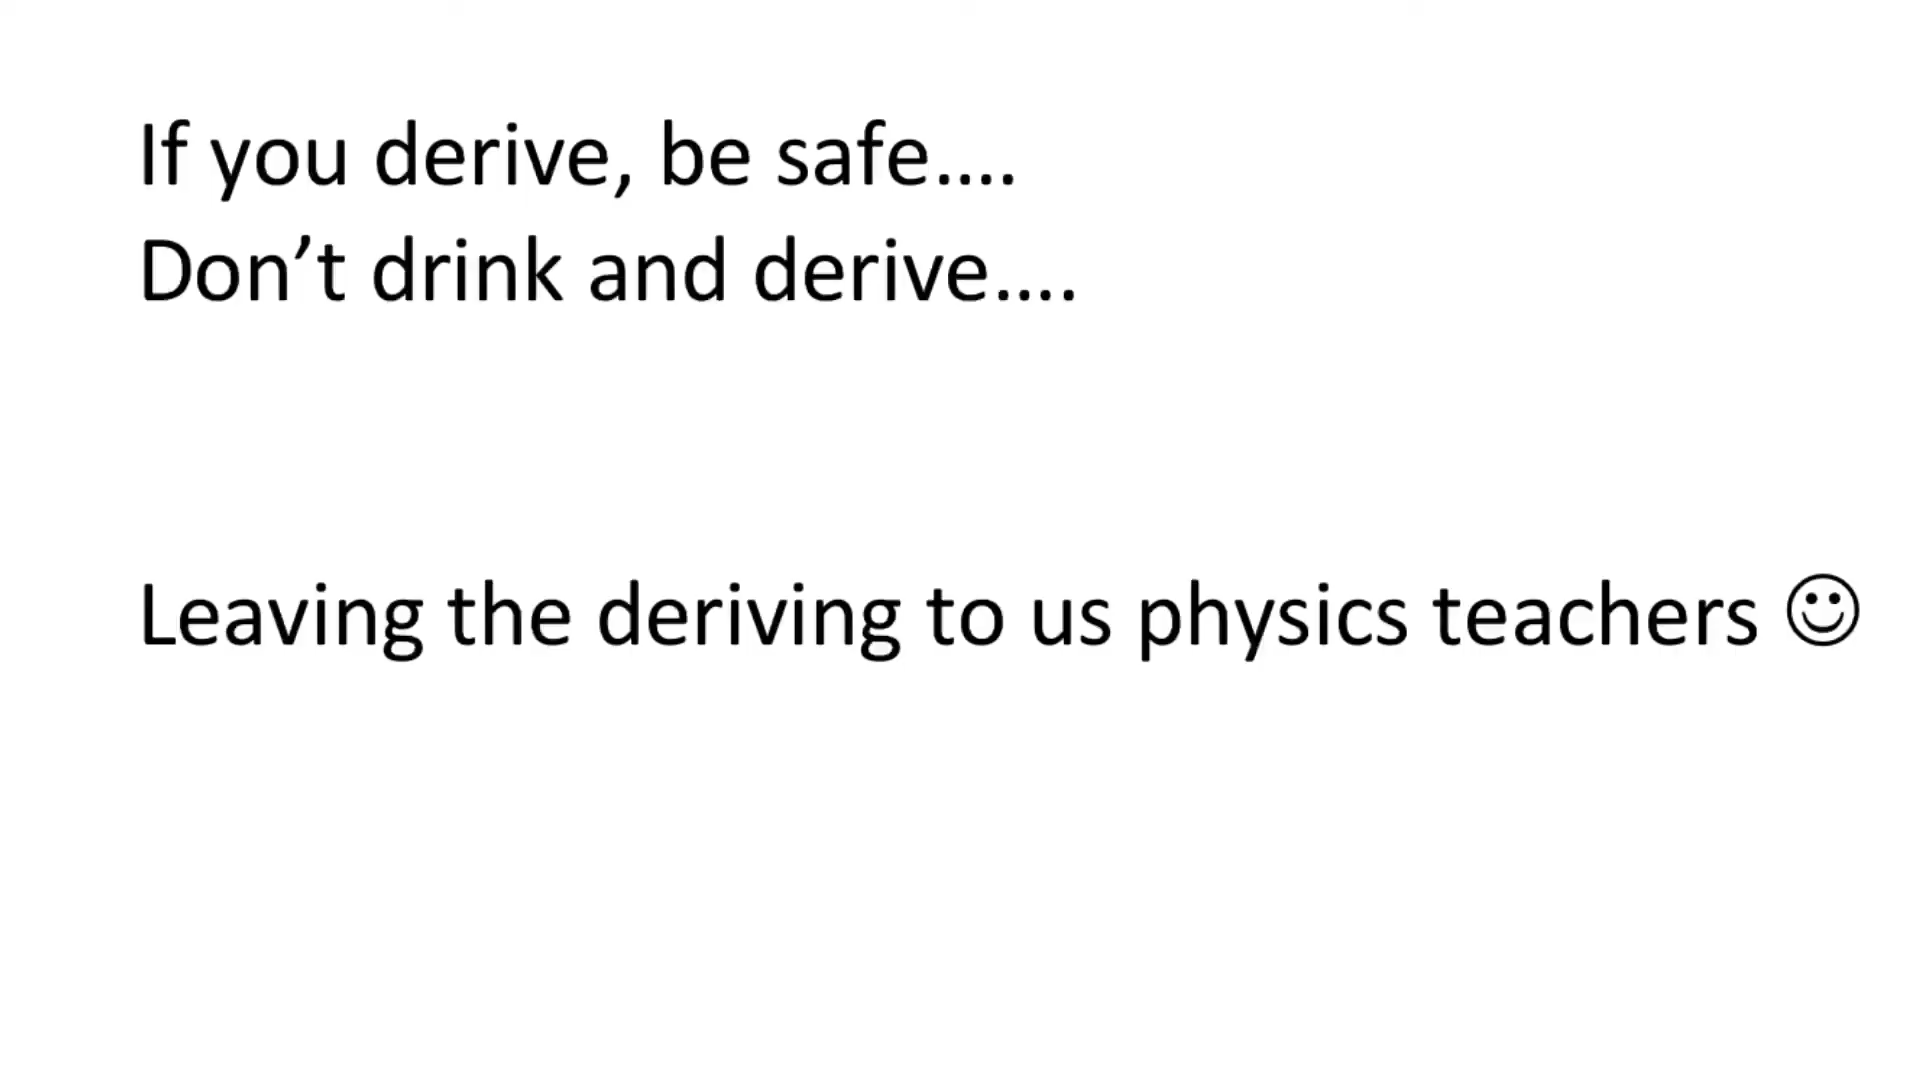 If you derive, be safe….
Don’t drink and derive….
Leaving the deriving to us physics teachers ☺